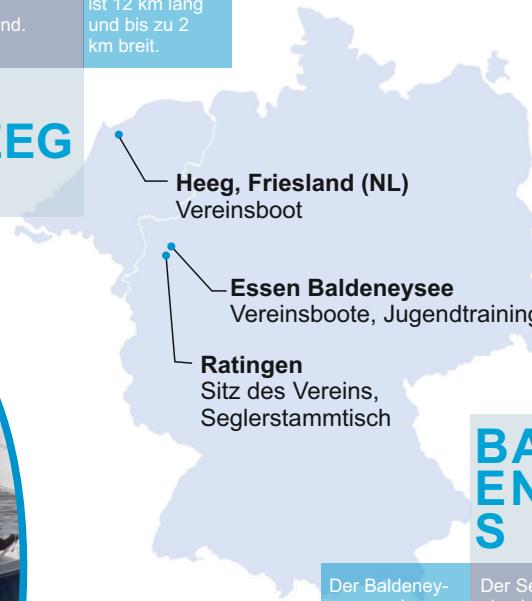 ist 12 km lang
nd. und bis zu 2
km breit.
EEG
Heeg, Friesland (NL)
Vereinsboot
Essen Baldeneysee
Vereinsboote, Jugendtraining
Ratingen
Sitz des Vereins,
Seglerstammtisch
BA
EN
S
Der Baldeney-
Der Se